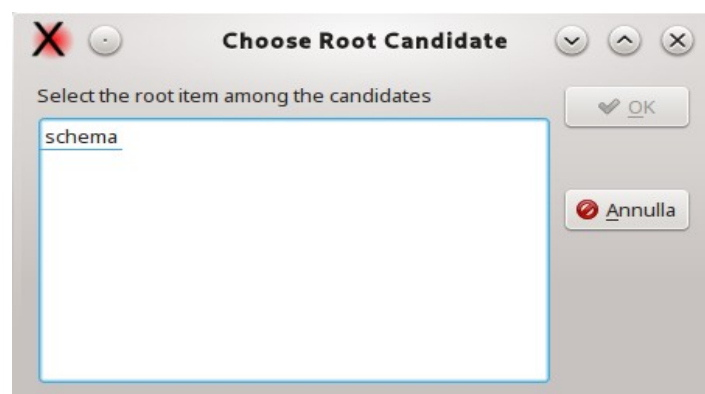 Choose Root Candidate
Select the root item among the candidates
OK
schema
Annulla